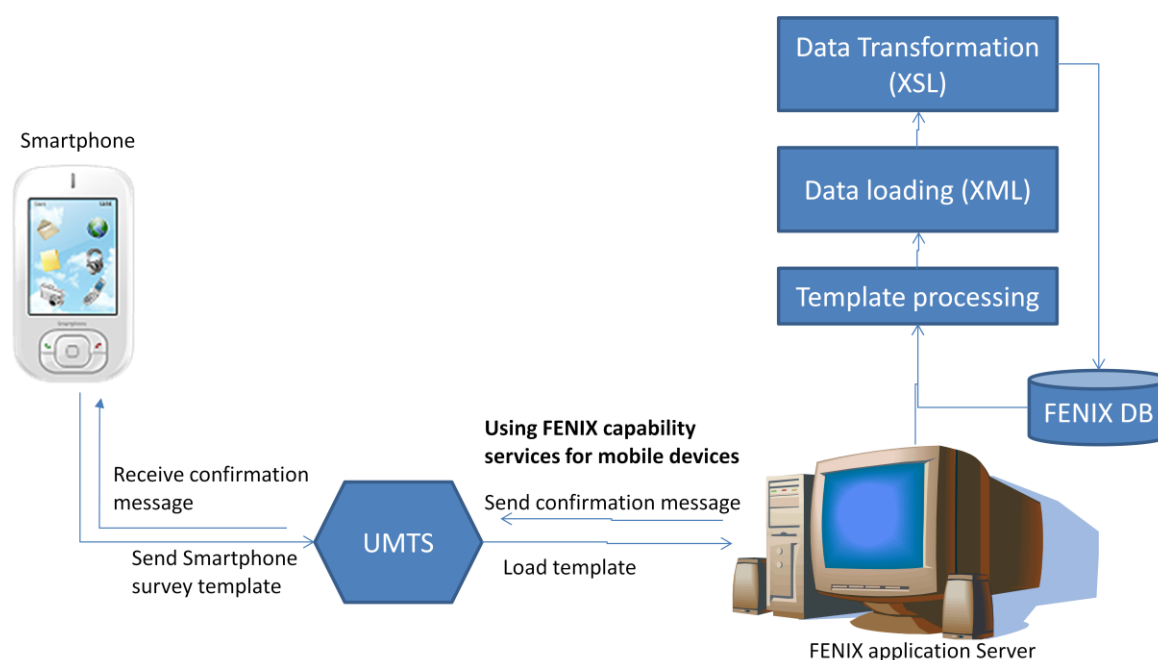 Data Transformation
(XSL)
Smartphone
Data loading (XML)
Template processing
FENIX DB
Using FENIX capability
services for mobile devices
Receive confirmation
message
Send confirmation message
UMTS
Send Smartphone
survey template
Load template
FENIX application Server